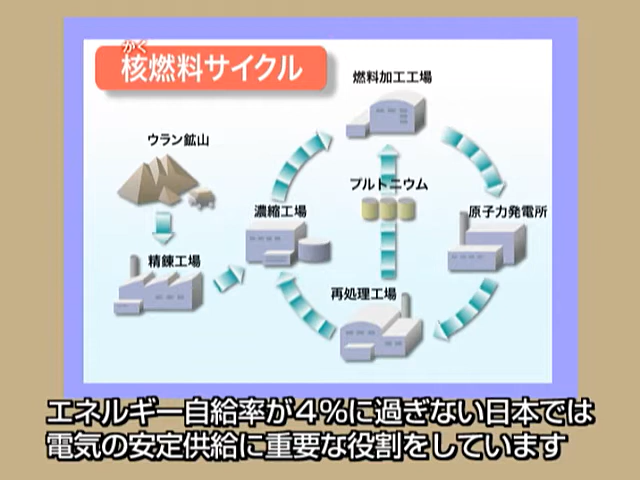 かく
核燃料サイクル
燃料加工工場
ウラン鉱山
プルトニウム
濃縮工場
原子力発電所
精錬工場
再処理工場
エネルギー自給率が4%に過ぎない日本では
電気の安定供給に重要な役割をしています